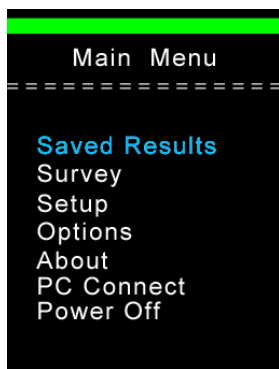 Main Menu
===============
Saved Results
Survey
Setup
Options
About
PC Connect
Power Off